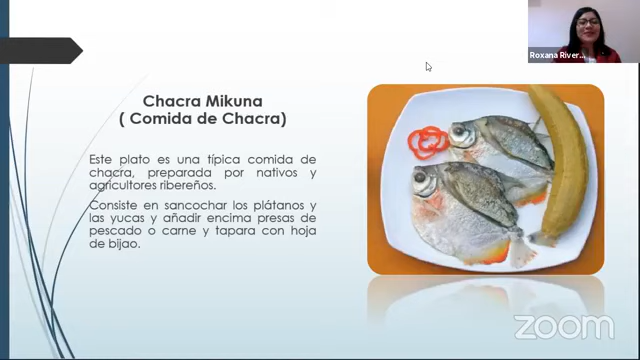 Roxana River...
Chacra Mikuna
( Comida de Chacra)
Este plato es una típica comida de
chacra, preparada por nativos y
agricultores ribereños.
Consiste en sancochar los plátanos y
las yucas y añadir encima presas de
pescado o carne y tapara con hoja
de bijao.
zoom